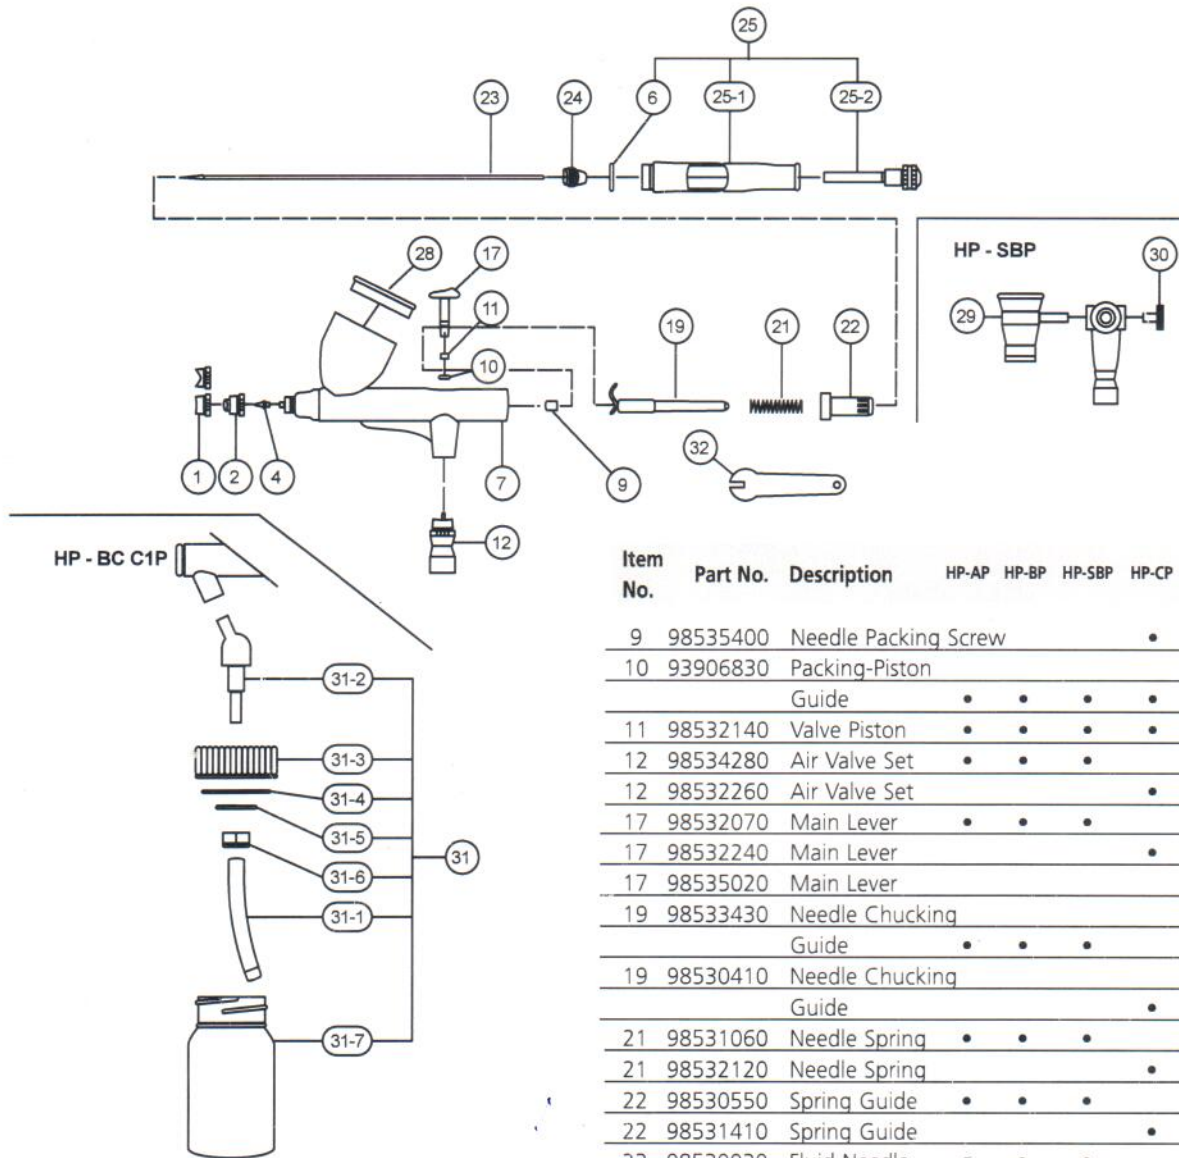 25
23
24
6
25-1
25-2
28
17
11
10
19
21
22
HP - SBP
30
29
1
2
4
7
9
32
12
HP - BC C1P
31-2
31-3
31-4
31-5
31-6
31
31-1
31-7
Item No. Part No. Description HP-AP HP-BP HP-SBP HP-CP
9 98535400 Needle Packing Screw •
10 93906830 Packing-Piston
Guide • • • •
11 98532140 Valve Piston • • • •
12 98534280 Air Valve Set • • •
12 98532260 Air Valve Set •
17 98532070 Main Lever • • •
17 98532240 Main Lever •
17 98535020 Main Lever
19 98533430 Needle Chucking
Guide • • •
19 98530410 Needle Chucking
Guide •
21 98531060 Needle Spring • • •
21 98532120 Needle Spring •
22 98530550 Spring Guide • • •
22 98531410 Spring Guide •
Fluid Needle